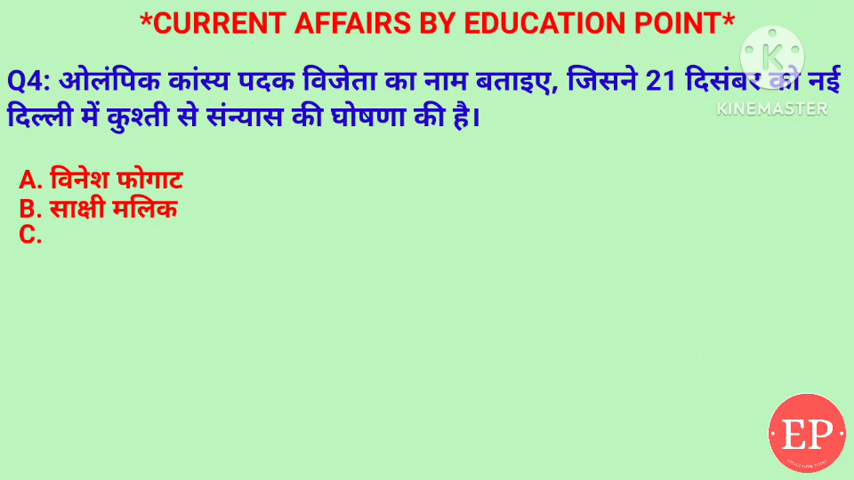 *CURRENT AFFAIRS BY EDUCATION POINT*
Q4: ओलंपिक कांस्य पदक विजेता का नाम बताइए, जिसने 21 दिसंबर को नई
दिल्ली में कुश्ती से संन्यास की घोषणा की है।
KINEMASTER
A. विनेश फोगाट
B. साक्षी मलिक
C.
EP